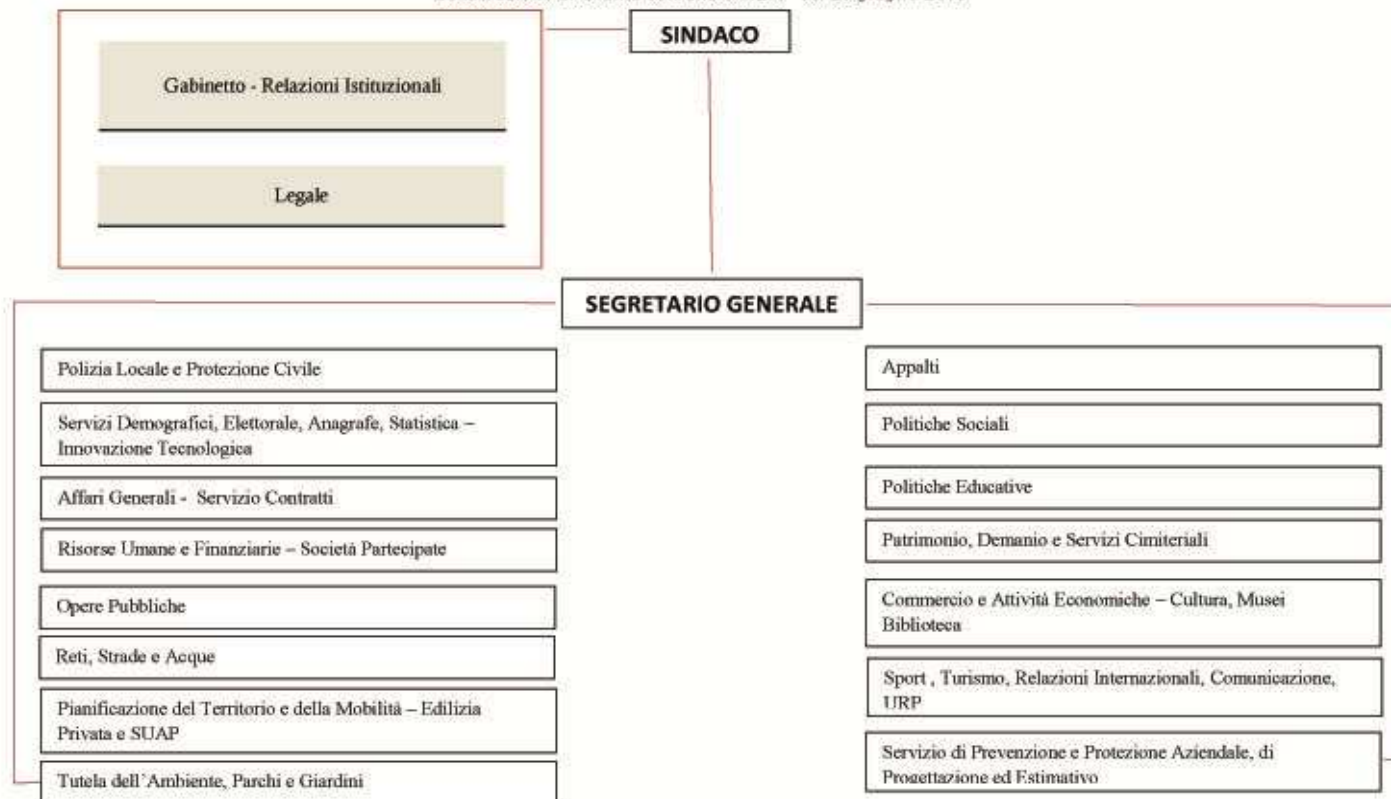 SINDACO
Gabinetto - Relazioni Istituzionali
Legale
SEGRETARIO GENERALE
Polizia Locale e Protezione Civile
Servizi Demografici, Elettorale, Anagrafe, Statistica –
Innovazione Tecnologica
Affari Generali - Servizio Contratti
Risorse Umane e Finanziarie – Società Partecipate
Opere Pubbliche
Reti, Strade e Acque
Pianificazione del Territorio e della Mobilità – Edilizia
Privata e SUAP
Tutela dell'Ambiente, Parchi e Giardini
Appalti
Politiche Sociali
Politiche Educative
Patrimonio, Demanio e Servizi Cimiteriali
Commercio e Attività Economiche – Cultura, Musei
Biblioteca
Sport , Turismo, Relazioni Internazionali, Comunicazione,
URP
Servizio di Prevenzione e Protezione Aziendale, di
Progettazione ed Estimativo